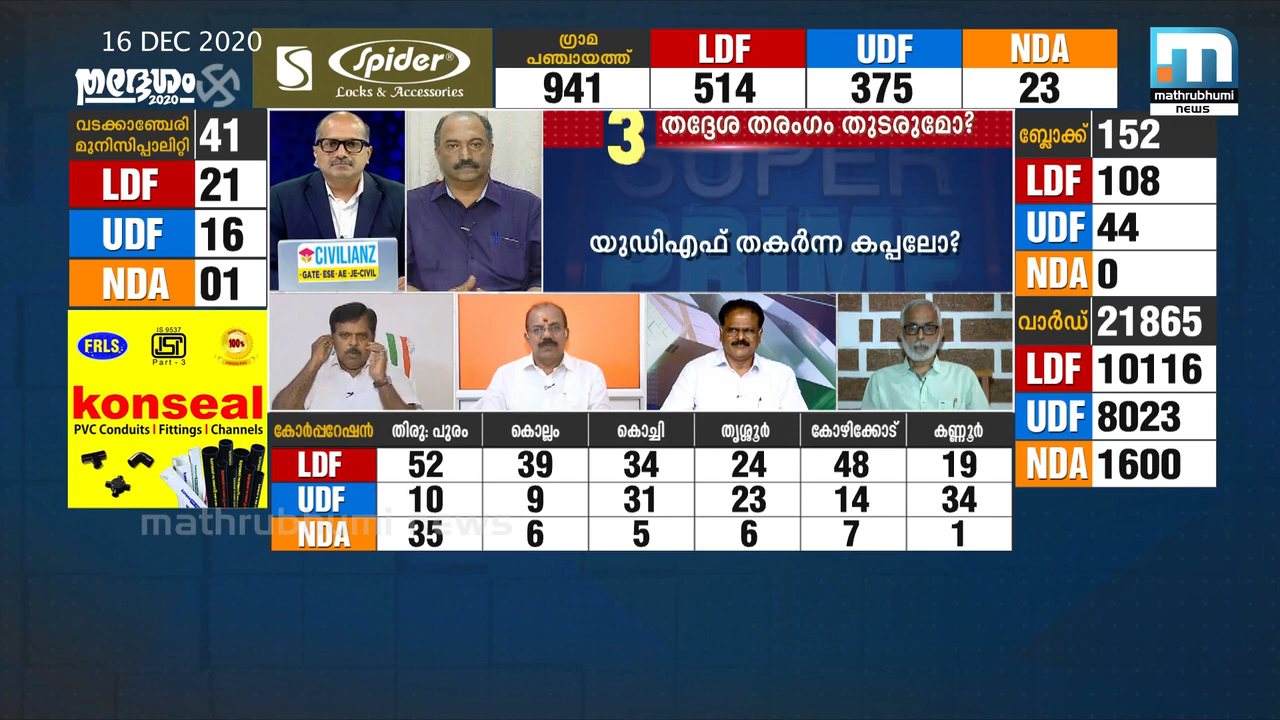 16 DEC 2020
തദ്ദേശം
2020
Spider®
Locks & Accessories
ഗ്രാമ
പഞ്ചായത്ത്
941
LDF
514
UDF
375
NDA
23
mathrubhumi
news
വടക്കാഞ്ചേരി
മുനിസിപ്പാലിറ്റി
41
LDF 21
UDF 16
NDA 01
CIVILIANZ
GATE·ESE·AE·JE-CIVIL
SUPER
PRIME
3 തദ്ദേശ തരംഗം തുടരുമോ?
യുഡിഎഫ് തകർന്ന കപ്പലോ?
ബ്ലോക്ക് 152
LDF 108
UDF 44
NDA 0
വാർഡ് 21865
LDF 10116
UDF 8023
NDA 1600
FRLS
IS 9537
ISI
Part - 3
100%
konseal
PVC Conduits | Fittings | Channels
കോർപ്പറേഷൻ തിരു: പുരം കൊല്ലം കൊച്ചി തൃശ്ശൂർ കോഴിക്കോട് കണ്ണൂർ
LDF 52 39 34 24 48 19
UDF 10 9 31 23 14 34
NDA 35 6 5 6 7 1
mathrubhumi news